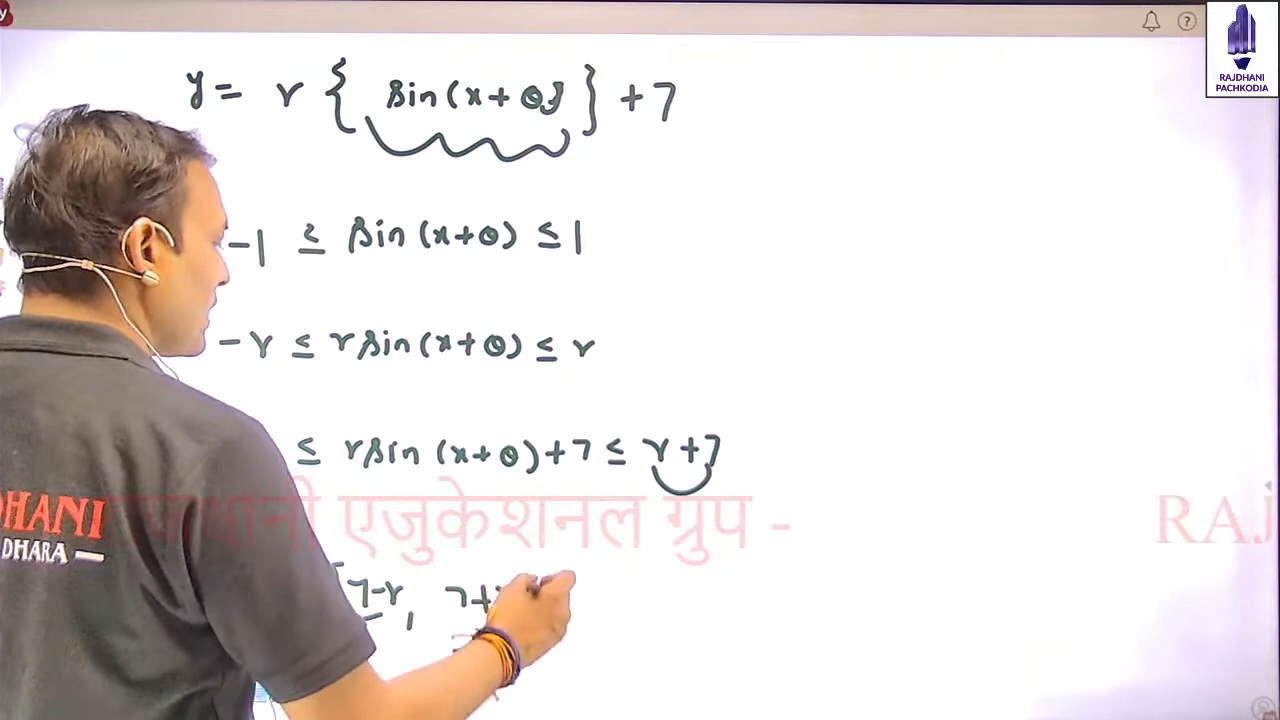 RAJDHANI
PACHKODIA
y = r { sin(x+θ) } + 7
-1 ≥ sin(x+θ) ≤ 1
-r ≤ r sin(x+θ) ≤ r
≤ r sin(x+θ)+7 ≤ r+7
राजधानी एजुकेशनल ग्रुप - RAJ
DHANI
DHARA
[7-r, 7+